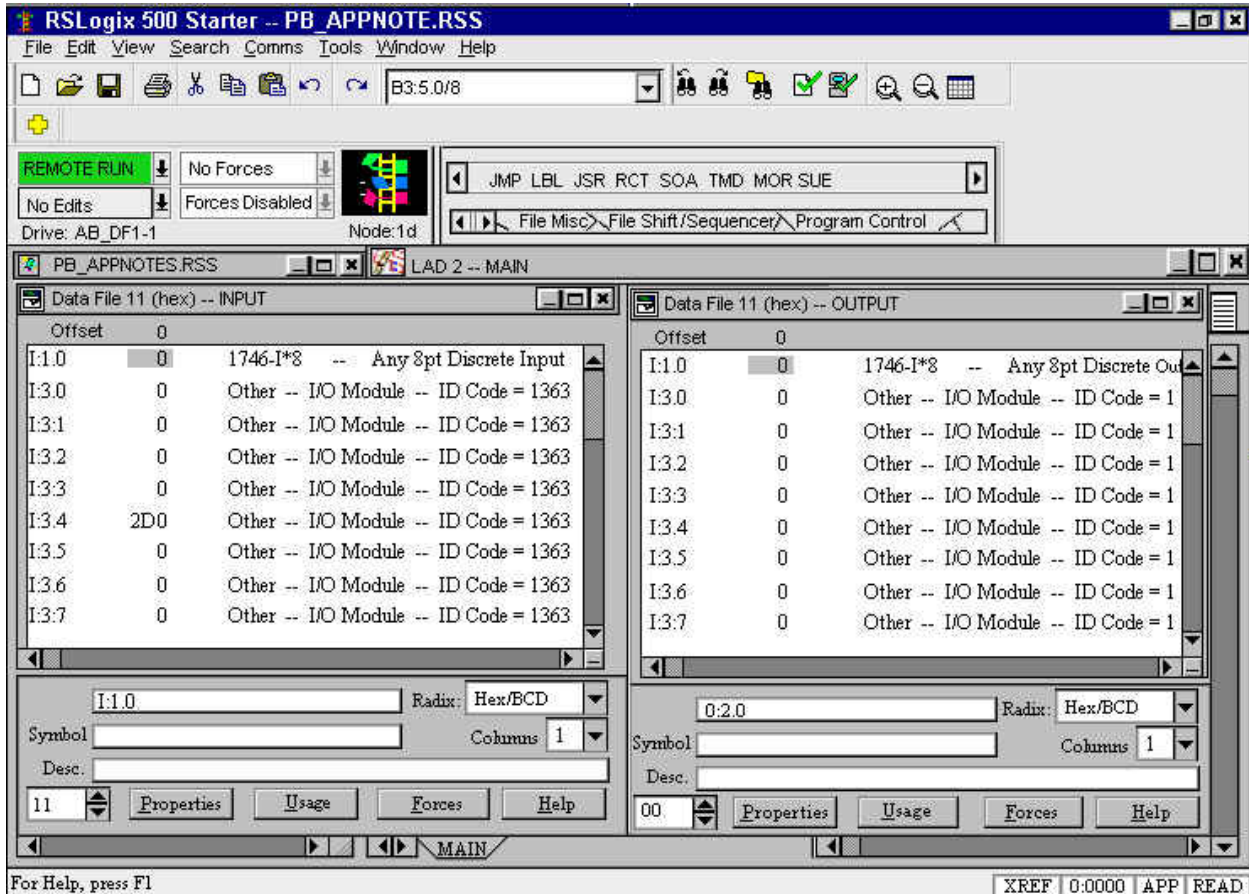 RSLogix 500 Starter -- PB_APPNOTE.RSS
File Edit View Search Comms Tools Window Help
B3:5.0/8
REMOTE RUN
No Forces
No Edits
Forces Disabled
Drive: AB_DF1-1
Node:1d
JMP LBL JSR RCT SOA TMD MOR SUE
File Misc File Shift/Sequencer Program Control
PB_APPNOTES.RSS
LAD 2 -- MAIN
Data File 11 (hex) -- INPUT
Offset 0
I:1.0 0 1746-I*8 -- Any 8pt Discrete Input
I:3.0 0 Other -- I/O Module -- ID Code = 1363
I:3:1 0 Other -- I/O Module -- ID Code = 1363
I:3.2 0 Other -- I/O Module -- ID Code = 1363
I:3:3 0 Other -- I/O Module -- ID Code = 1363
I:3.4 2D0 Other -- I/O Module -- ID Code = 1363
I:3.5 0 Other -- I/O Module -- ID Code = 1363
I:3.6 0 Other -- I/O Module -- ID Code = 1363
I:3:7 0 Other -- I/O Module -- ID Code = 1363
I:1.0
Radix: Hex/BCD
Symbol
Columns 1
Desc.
11
Properties Usage Forces Help
Data File 11 (hex) -- OUTPUT
Offset 0
I:1.0 0 1746-I*8 -- Any 8pt Discrete Out
I:3.0 0 Other -- I/O Module -- ID Code = 1
I:3:1 0 Other -- I/O Module -- ID Code = 1
I:3.2 0 Other -- I/O Module -- ID Code = 1
I:3:3 0 Other -- I/O Module -- ID Code = 1
I:3.4 0 Other -- I/O Module -- ID Code = 1
I:3.5 0 Other -- I/O Module -- ID Code = 1
I:3.6 0 Other -- I/O Module -- ID Code = 1
I:3:7 0 Other -- I/O Module -- ID Code = 1
0:2.0
Radix: Hex/BCD
Symbol
Columns 1
Desc.
00
Properties Usage Forces Help
MAIN
For Help, press F1
XREF 0:0000 APP READ